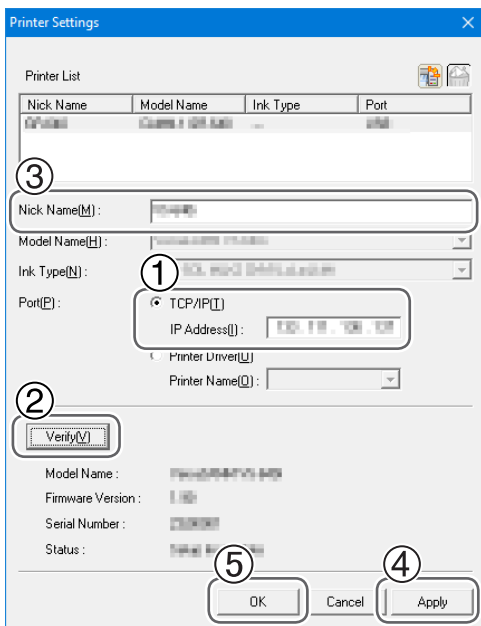 Printer Settings
Printer List
Nick Name Model Name Ink Type Port
...
③
Nick Name(M) :
Model Name(H) :
Ink Type(N) :
①
Port(P) : TCP/IP(T)
IP Address(I) :
Printer Driver(U)
Printer Name(O) :
②
Verify(V)
Model Name :
Firmware Version :
Serial Number :
Status :
⑤ ④
OK Cancel Apply